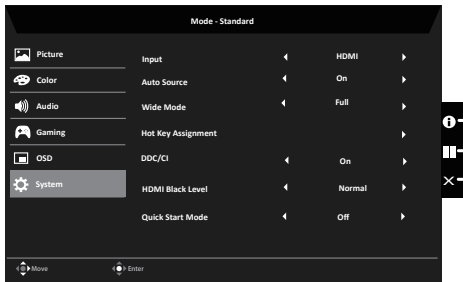 Mode - Standard
Picture
Color
Audio
Gaming
OSD
System
Input HDMI
Auto Source On
Wide Mode Full
Hot Key Assignment
DDC/CI On
HDMI Black Level Normal
Quick Start Mode Off
Move Enter